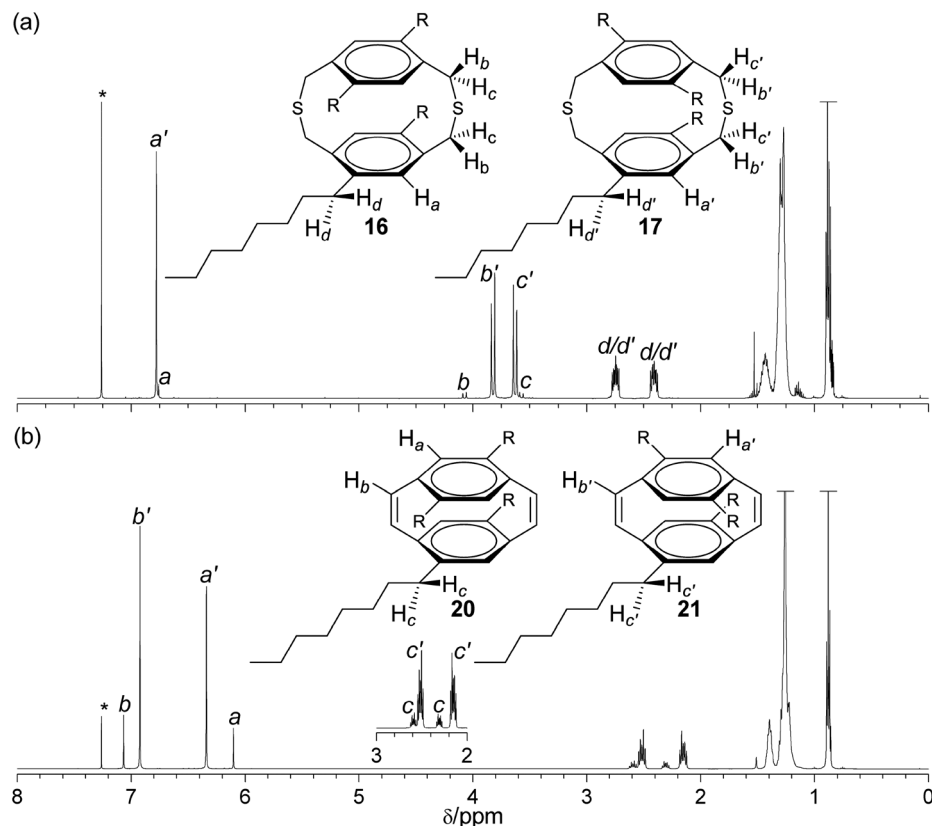 (a)
R
R
H_b
H_c
S
S
R
H_c
H_b
H_a
H_d
H_d
16
R
R
H_c'
H_b'
S
S
R
H_c'
H_b'
H_a'
H_d'
H_d'
17
*
a'
a
b
b'
c'
c
d/d'
d/d'
(b)
H_a
R
H_b
R
R
H_c
H_c
20
R
H_a'
H_b'
R
R
H_c'
H_c'
21
*
b
b'
a'
a
c
c'
c
c'
3
2
8
7
6
5
4
3
2
1
0
δ/ppm